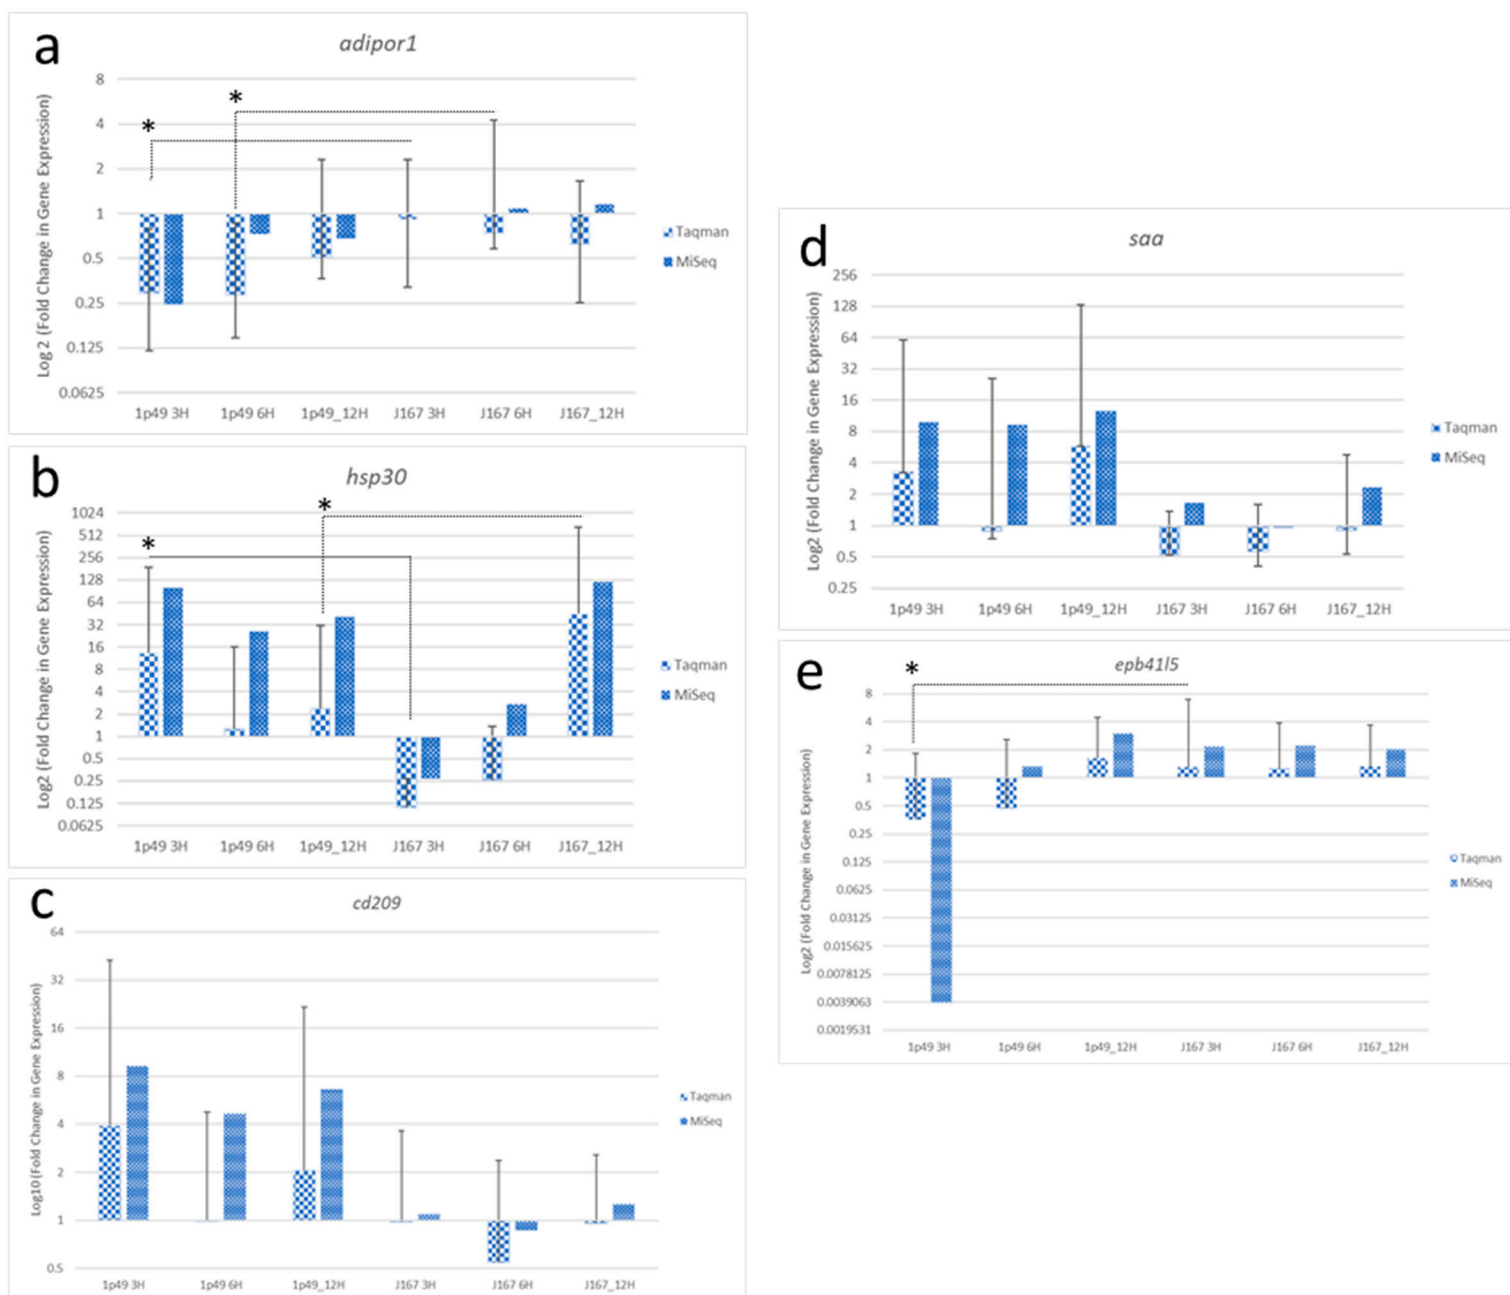 a
adipor1
*
*
Log 2 (Fold Change in Gene Expression)
8
4
2
1
0.5
0.25
0.125
0.0625
1p49 3H 1p49 6H 1p49_12H J167 3H J167 6H J167_12H
Taqman
MiSeq
b
hsp30
*
*
Log2 (Fold Change in Gene Expression)
1024
512
256
128
64
32
16
8
4
2
1
0.5
0.25
0.125
0.0625
1p49 3H 1p49 6H 1p49_12H J167 3H J167 6H J167_12H
Taqman
MiSeq
c
cd209
Log10 (Fold Change in Gene Expression)
64
32
16
8
4
2
1
0.5
1p49 3H 1p49 6H 1p49_12H J167 3H J167 6H J167_12H
Taqman
MiSeq
d
saa
Log2 (Fold Change in Gene Expression)
256
128
64
32
16
8
4
2
1
0.5
0.25
1p49 3H 1p49 6H 1p49_12H J167 3H J167 6H J167_12H
Taqman
MiSeq
e
epb41l5
*
Log2 (Fold Change in Gene Expression)
8
4
2
1
0.5
0.25
0.125
0.0625
0.03125
0.015625
0.0078125
0.0039063
0.0019531
1p49 3H 1p49 6H 1p49_12H J167 3H J167 6H J167_12H
Taqman
MiSeq